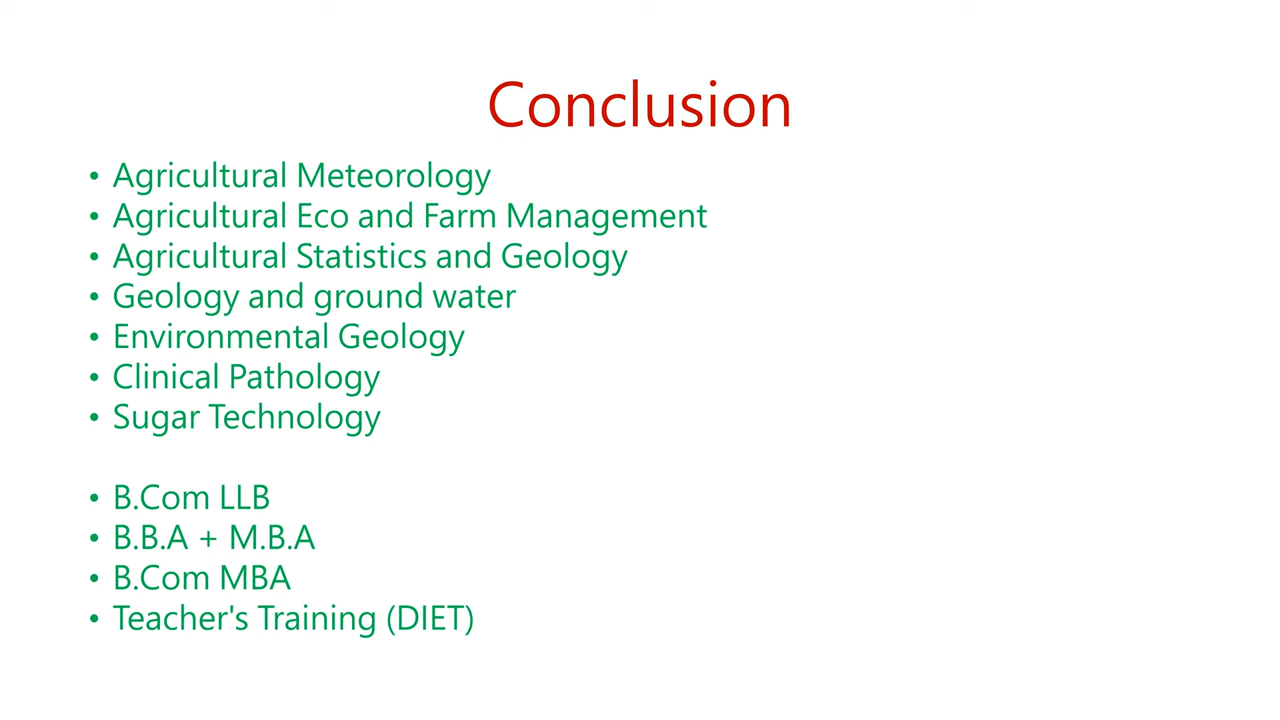 Conclusion
• Agricultural Meteorology
• Agricultural Eco and Farm Management
• Agricultural Statistics and Geology
• Geology and ground water
• Environmental Geology
• Clinical Pathology
• Sugar Technology
• B.Com LLB
• B.B.A + M.B.A
• B.Com MBA
• Teacher's Training (DIET)